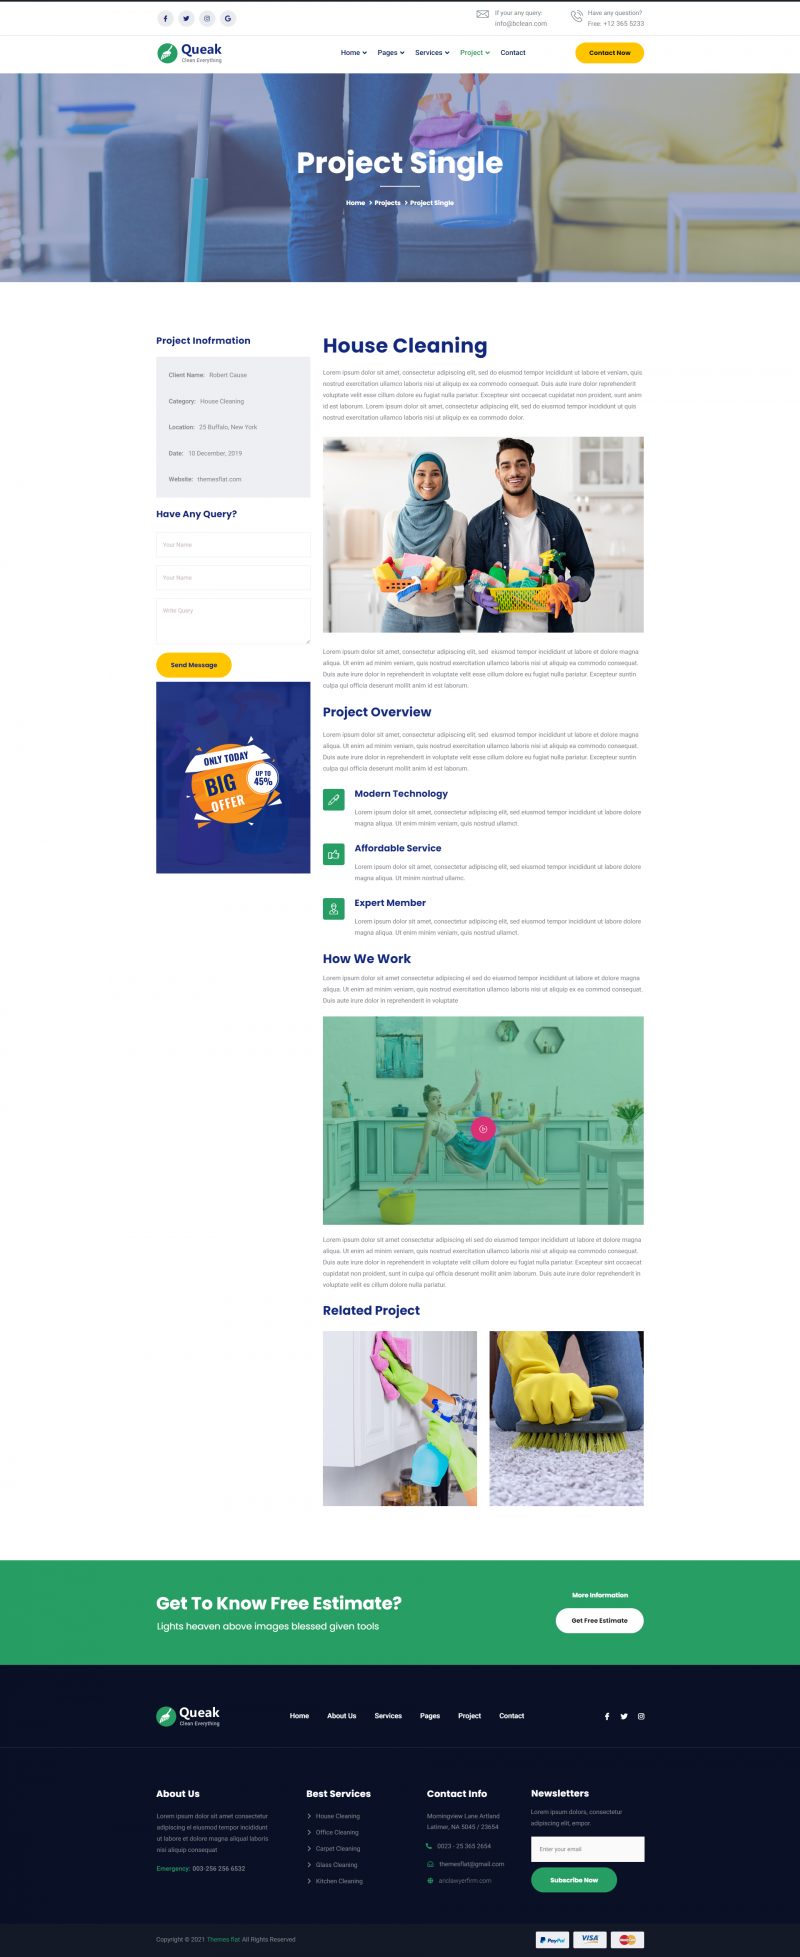 If your any query:
info@bclean.com
Have any question?
Free: +12 365 5233
Queak
Clean Everything
Home
Pages
Services
Project
Contact
Contact Now
Project Single
Home
Projects
Project Single
Project Inofrmation
Client Name: Robert Cause
Category: House Cleaning
Location: 25 Buffalo, New York
Date: 10 December, 2019
Website: themesflat.com
Have Any Query?
Your Name
Your Name
Write Query
Send Message
ONLY TODAY
BIG
OFFER
UP TO
45%
House Cleaning
Lorem ipsum dolor sit amet, consectetur adipiscing elit, sed do eiusmod tempor incididunt ut labore et veniam, quis
nostrud exercitation ullamco laboris nisi ut aliquip ex ea commodo consequat. Duis aute irure dolor reprehenderit
voluptate velit esse cillum dolore eu fugiat nulla pariatur. Excepteur sint occaecat cupidatat non proident, sunt anim
id est laborum. Lorem ipsum dolor sit amet, consectetur adipiscing elit, sed do eiusmod tempor incididunt ut quis
nostrud exercitation ullamco laboris nisi ut aliquip ex ea commodo dolor.
Lorem ipsum dolor sit amet, consectetur adipiscing elit, sed eiusmod tempor incididunt ut labore et dolore magna
aliqua. Ut enim ad minim veniam, quis nostrud exercitation ullamco laboris nisi ut aliquip ex ea commodo consequat.
Duis aute irure dolor in reprehenderit in voluptate velit esse cillum dolore eu fugiat nulla pariatur. Excepteur suntin
culpa qui officia deserunt mollit anim id est laborum.
Project Overview
Lorem ipsum dolor sit amet, consectetur adipiscing elit, sed eiusmod tempor incididunt ut labore et dolore magna
aliqua. Ut enim ad minim veniam, quis nostrud exercitation ullamco laboris nisi ut aliquip ex ea commodo consequat.
Duis aute irure dolor in reprehenderit in voluptate velit esse cillum dolore eu fugiat nulla pariatur. Excepteur suntin
culpa qui officia deserunt mollit anim id est laborum.
Modern Technology
Lorem ipsum dolor sit amet, consectetur adipiscing elit, sed eiusmod tempor incididunt ut labore dolore
magna aliqua. Ut enim minim veniam, quis nostrud ullamct.
Affordable Service
Lorem ipsum dolor sit amet, consectetur adipiscing elit, sed eiusmod tempor incididunt ut labore dolore
magna aliqua. Ut minim nostrud ullamc.
Expert Member
Lorem ipsum dolor sit amet, consectetur adipiscing elit, sed eiusmod tempor incididunt ut labore dolore
magna aliqua. Ut enim minim veniam, quis nostrud ullamct.
How We Work
Lorem ipsum dolor sit amet consectetur adipiscing el sed do eiusmod tempor incididunt ut labore et dolore magna
aliqua. Ut enim ad minim veniam, quis nostrud exercitation ullamco laboris nisi ut aliquip ex ea commod consequat.
Duis aute irure dolor in reprehenderit in voluptate
Lorem ipsum dolor sit amet consectetur adipiscing eli sed do eiusmod tempor incididunt ut labore et dolore magna
aliqua. Ut enim ad minim veniam, quis nostrud exercitation ullamco laboris nisi ut aliquip ex ea commodo consequat.
Duis aute irure dolor in reprehenderit in voluptate velit esse cillum dolore eu fugiat nulla pariatur. Excepteur sint occaecat
cupidatat non proident, sunt in culpa qui officia deserunt mollit anim laborum. Duis aute irure dolor reprehenderit in
voluptate velit es cillum dolore nulla pariatur.
Related Project
Get To Know Free Estimate?
Lights heaven above images blessed given tools
More Information
Get Free Estimate
Queak
Clean Everything
Home
About Us
Services
Pages
Project
Contact
About Us
Lorem ipsum dolor sit amet consectetur
adipiscing el eiusmod tempor incididunt
ut labore et dolore magna aliqual laboris
nisi aliquip consequat
Emergency: 003-256 256 6532
Best Services
House Cleaning
Office Cleaning
Carpet Cleaning
Glass Cleaning
Kitchen Cleaning
Contact Info
Morningview Lane Artland
Latimer, NA 5045 / 23654
0023 - 25 365 2654
themesflat@gmail.com
anclawyerfirm.com
Newsletters
Lorem ipsum dolors, consectetur
adipiscing elit, empor.
Enter your email
Subscribe Now
Copyright © 2021 Themes flat All Rights Reserved
PayPal
VISA
MasterCard